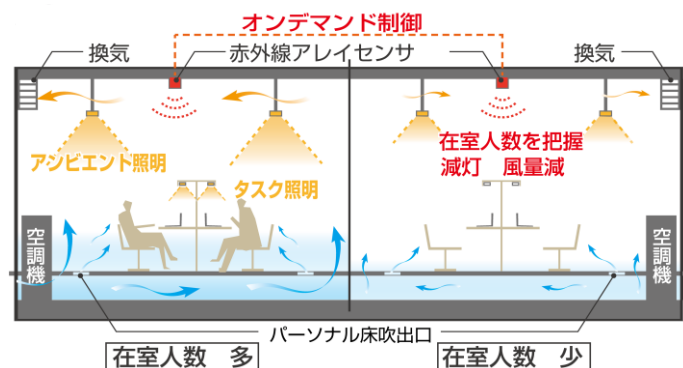 オンデマンド制御
換気
赤外線アレイセンサ
換気
アンビエンド照明
タスク照明
在室人数を把握
減灯 風量減
空調機
空調機
パーソナル床吹出口
在室人数 多
在室人数 少